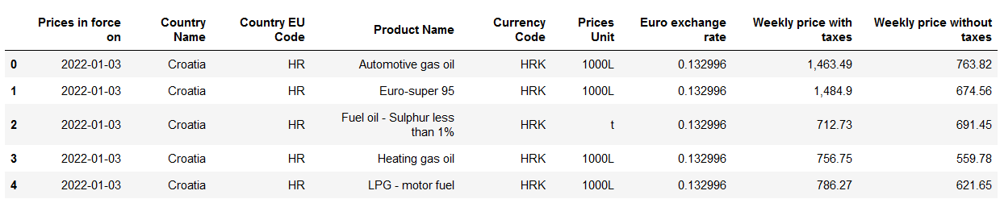 Prices in force on Country Name Country EU Code Product Name Currency Code Prices Unit Euro exchange rate Weekly price with taxes Weekly price without taxes
0 2022-01-03 Croatia HR Automotive gas oil HRK 1000L 0.132996 1,463.49 763.82
1 2022-01-03 Croatia HR Euro-super 95 HRK 1000L 0.132996 1,484.9 674.56
2 2022-01-03 Croatia HR Fuel oil - Sulphur less than 1% HRK t 0.132996 712.73 691.45
3 2022-01-03 Croatia HR Heating gas oil HRK 1000L 0.132996 756.75 559.78
4 2022-01-03 Croatia HR LPG - motor fuel HRK 1000L 0.132996 786.27 621.65